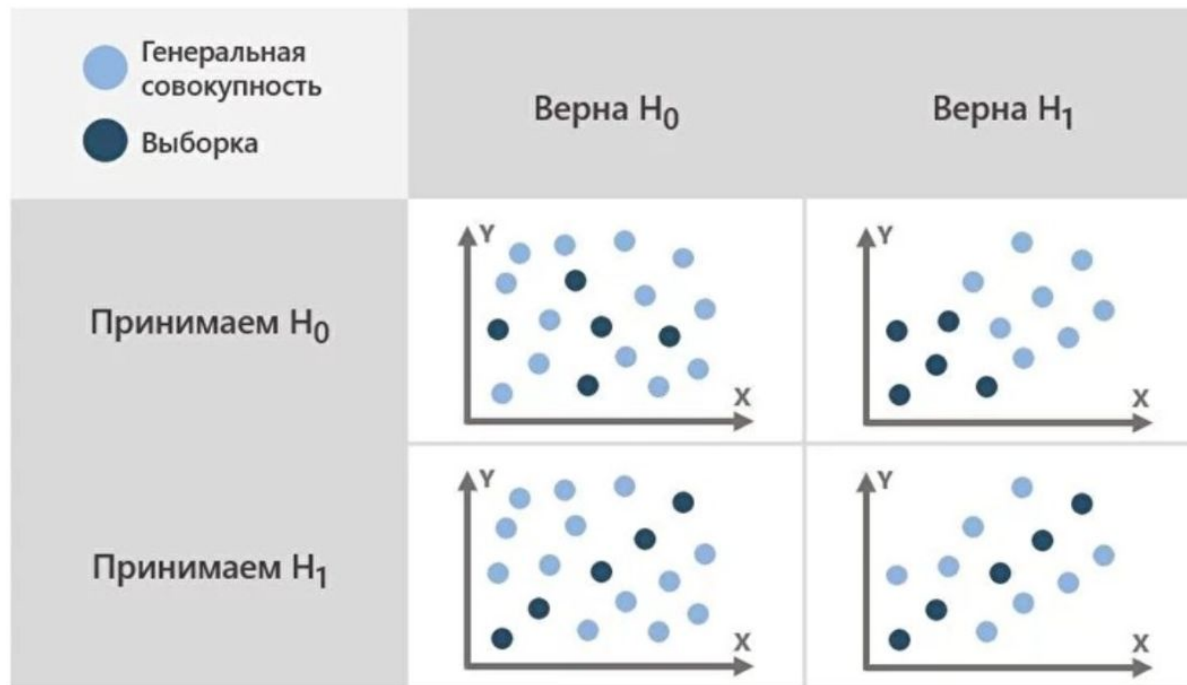 Генеральная
совокупность
Выборка
Верна H₀
Верна H₁
Принимаем H₀
Y
X
Y
X
Принимаем H₁
Y
X
Y
X